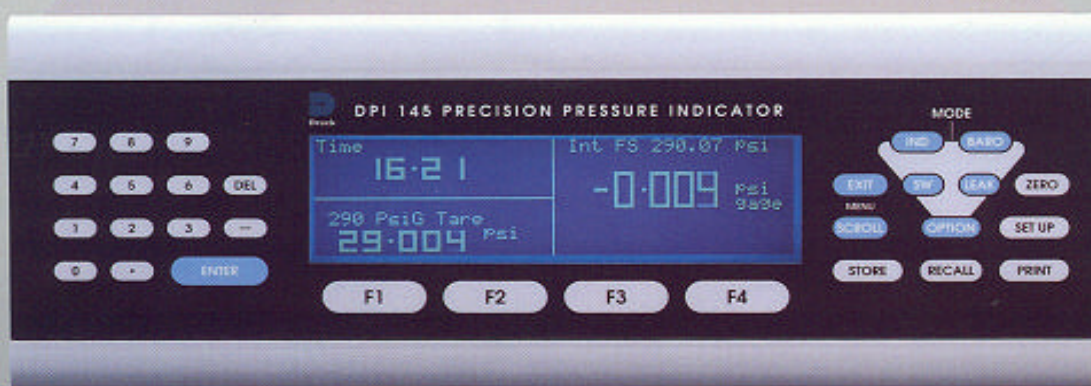 Druck
DPI 145 PRECISION PRESSURE INDICATOR
MODE
7 8 9
4 5 6 DEL
1 2 3 —
0 . ENTER
Time
16·21
290 PsiG Tare
29·004 Psi
Int FS 290.07 Psi
-0·009 Psi
gage
F1 F2 F3 F4
IND BARO
EXIT SW LEAK ZERO
MENU
SCROLL OPTION SET UP
STORE RECALL PRINT